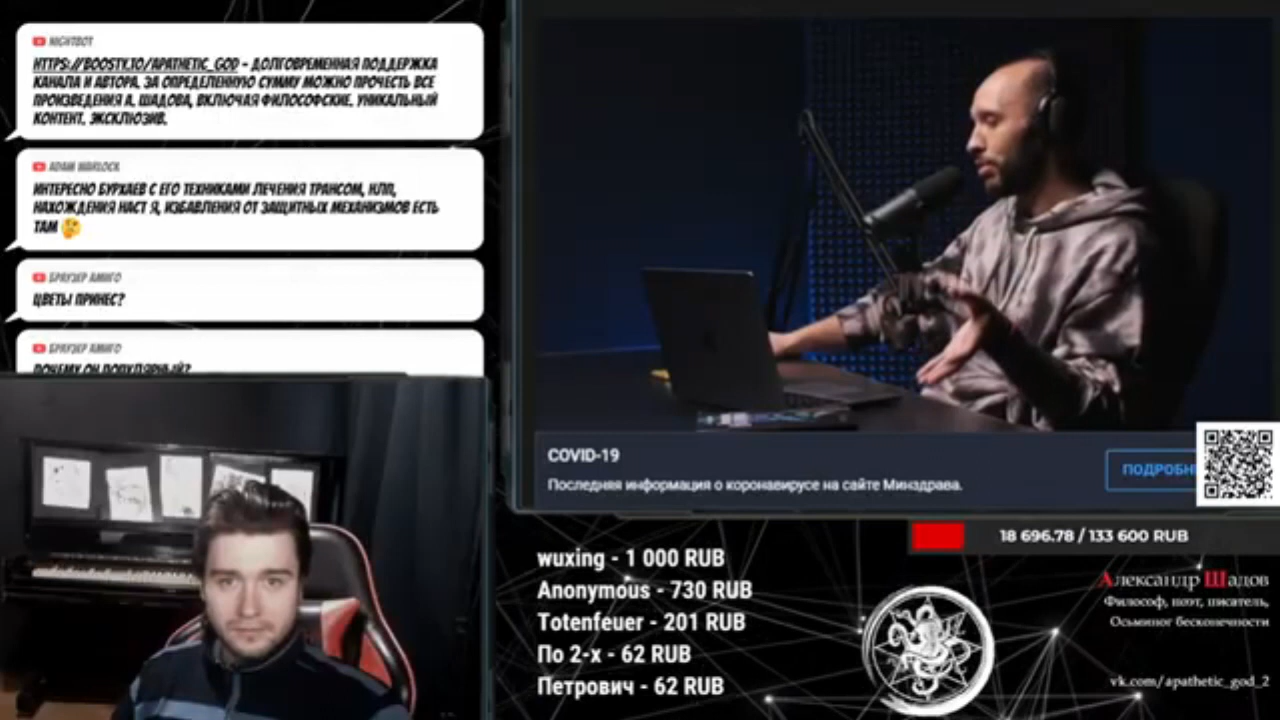 NIGHTBOT
HTTPS://BOOSTY.TO/APATHETIC_GOD - ДОЛГОВРЕМЕННАЯ ПОДДЕРЖКА
КАНАЛА И АВТОРА. ЗА ОПРЕДЕЛЕННУЮ СУММУ МОЖНО ПРОЧЕСТЬ ВСЕ
ПРОИЗВЕДЕНИЯ А. ШАДОВА, ВКЛЮЧАЯ ФИЛОСОФСКИЕ. УНИКАЛЬНЫЙ
КОНТЕНТ. ЭКСКЛЮЗИВ.
ADAM WARLOCK
ИНТЕРЕСНО БУРХАЕВ С ЕГО ТЕХНИКАМИ ЛЕЧЕНИЯ ТРАНСОМ, НЛП,
НАХОЖДЕНИЯ НАСТ Я, ИЗБАВЛЕНИЯ ОТ ЗАЩИТНЫХ МЕХАНИЗМОВ ЕСТЬ
ТАМ 🤔
БРАУЗЕР АМИГО
ЦВЕТЫ ПРИНЕС?
БРАУЗЕР АМИГО
ПОЧЕМУ ОН ПОПУЛЯРНЫЙ?
COVID-19
Последняя информация о коронавирусе на сайте Минздрава.
ПОДРОБН
18 696.78 / 133 600 RUB
wuxing - 1 000 RUB
Anonymous - 730 RUB
Totenfeuer - 201 RUB
По 2-х - 62 RUB
Петрович - 62 RUB
Александр Шадов
Философ, поэт, писатель,
Осьминог бесконечности
vk.com/apathetic_god_2